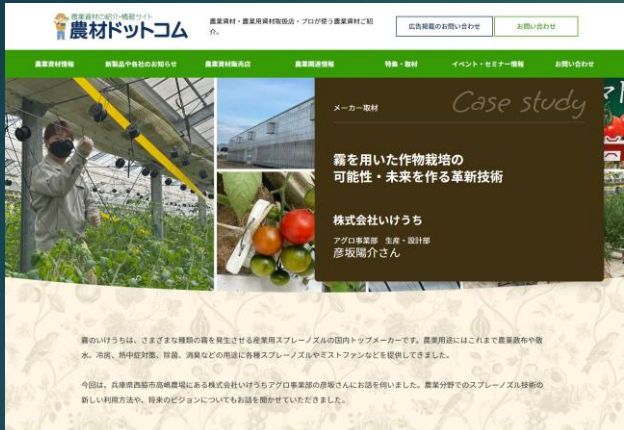 農業資材の紹介・情報サイト
農材ドットコム
農業資材・農業用資材取扱店・プロが使う農業資材ご紹
介。
広告掲載のお問い合わせ
お問い合わせ
農業資材情報 新製品や各社のお知らせ 農業資材販売店 農業関連情報 特集・取材 イベント・セミナー情報 お問い合わせ
メーカー取材
Case study
霧を用いた作物栽培の
可能性・未来を作る革新技術
株式会社いけうち
アグロ事業部 生産・設計部
彦坂陽介さん
霧のいけうちは、さまざまな種類の霧を発生させる産業用スプレーノズルの国内トップメーカーです。農業用途にはこれまで農薬散布や散
水、冷房、熱中症対策、除菌、消臭などの用途に各種スプレーノズルやミストファンなどを提供してきました。
今回は、兵庫県西脇市高嶋農場にある株式会社いけうちアグロ事業部の彦坂さんにお話を伺いました。農業分野でのスプレーノズル技術の
新しい利用方法や、将来のビジョンについてもお話を聞かせていただきました。